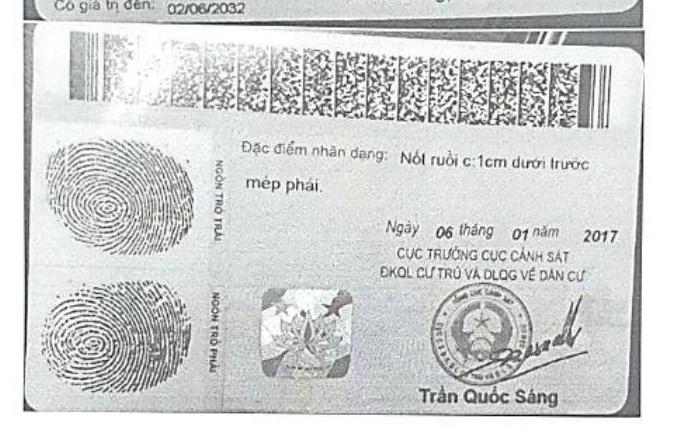 Có giá trị đến: 02/06/2032
Đặc điểm nhân dạng: Nốt ruồi c:1cm dưới trước
mép phải.
NGÓN TRỎ TRÁI
Ngày 06 tháng 01 năm 2017
CỤC TRƯỞNG CỤC CẢNH SÁT
ĐKQL CƯ TRÚ VÀ DLQG VỀ DÂN CƯ
NGÓN TRỎ PHẢI
Trần Quốc Sáng